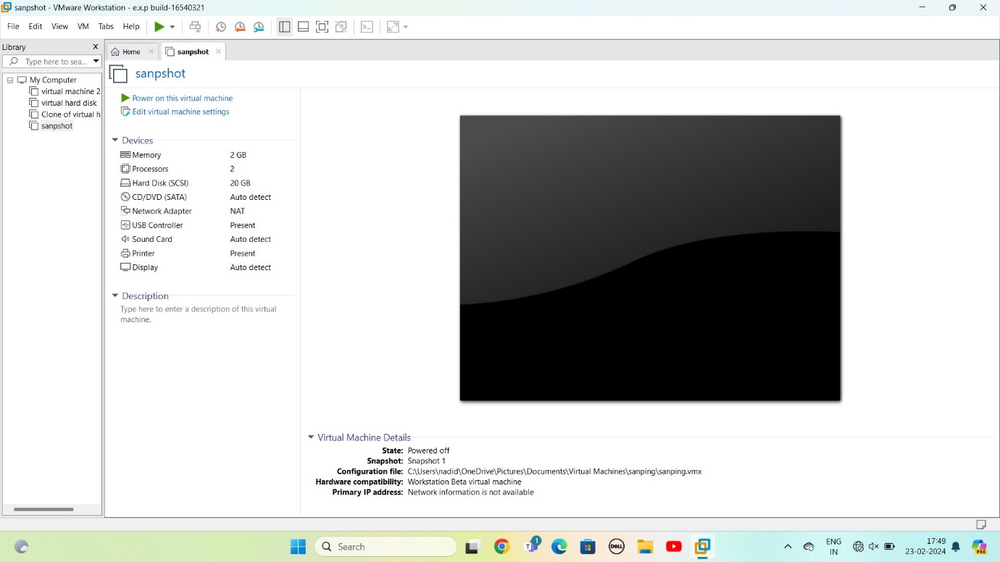 sanpshot - VMware Workstation - e.x.p build-16540321
File Edit View VM Tabs Help
Library
Home
sanpshot
Type here to sea...
sanpshot
My Computer
virtual machine 2
virtual hard disk
Clone of virtual h
sanpshot
Power on this virtual machine
Edit virtual machine settings
Devices
Memory 2 GB
Processors 2
Hard Disk (SCSI) 20 GB
CD/DVD (SATA) Auto detect
Network Adapter NAT
USB Controller Present
Sound Card Auto detect
Printer Present
Display Auto detect
Description
Type here to enter a description of this virtual
machine.
Virtual Machine Details
State: Powered off
Snapshot: Snapshot 1
Configuration file: C:\Users\nadid\OneDrive\Pictures\Documents\Virtual Machines\sanping\sanping.vmx
Hardware compatibility: Workstation Beta virtual machine
Primary IP address: Network information is not available
Search
1
DELL
ENG
IN
17:49
23-02-2024
PRE